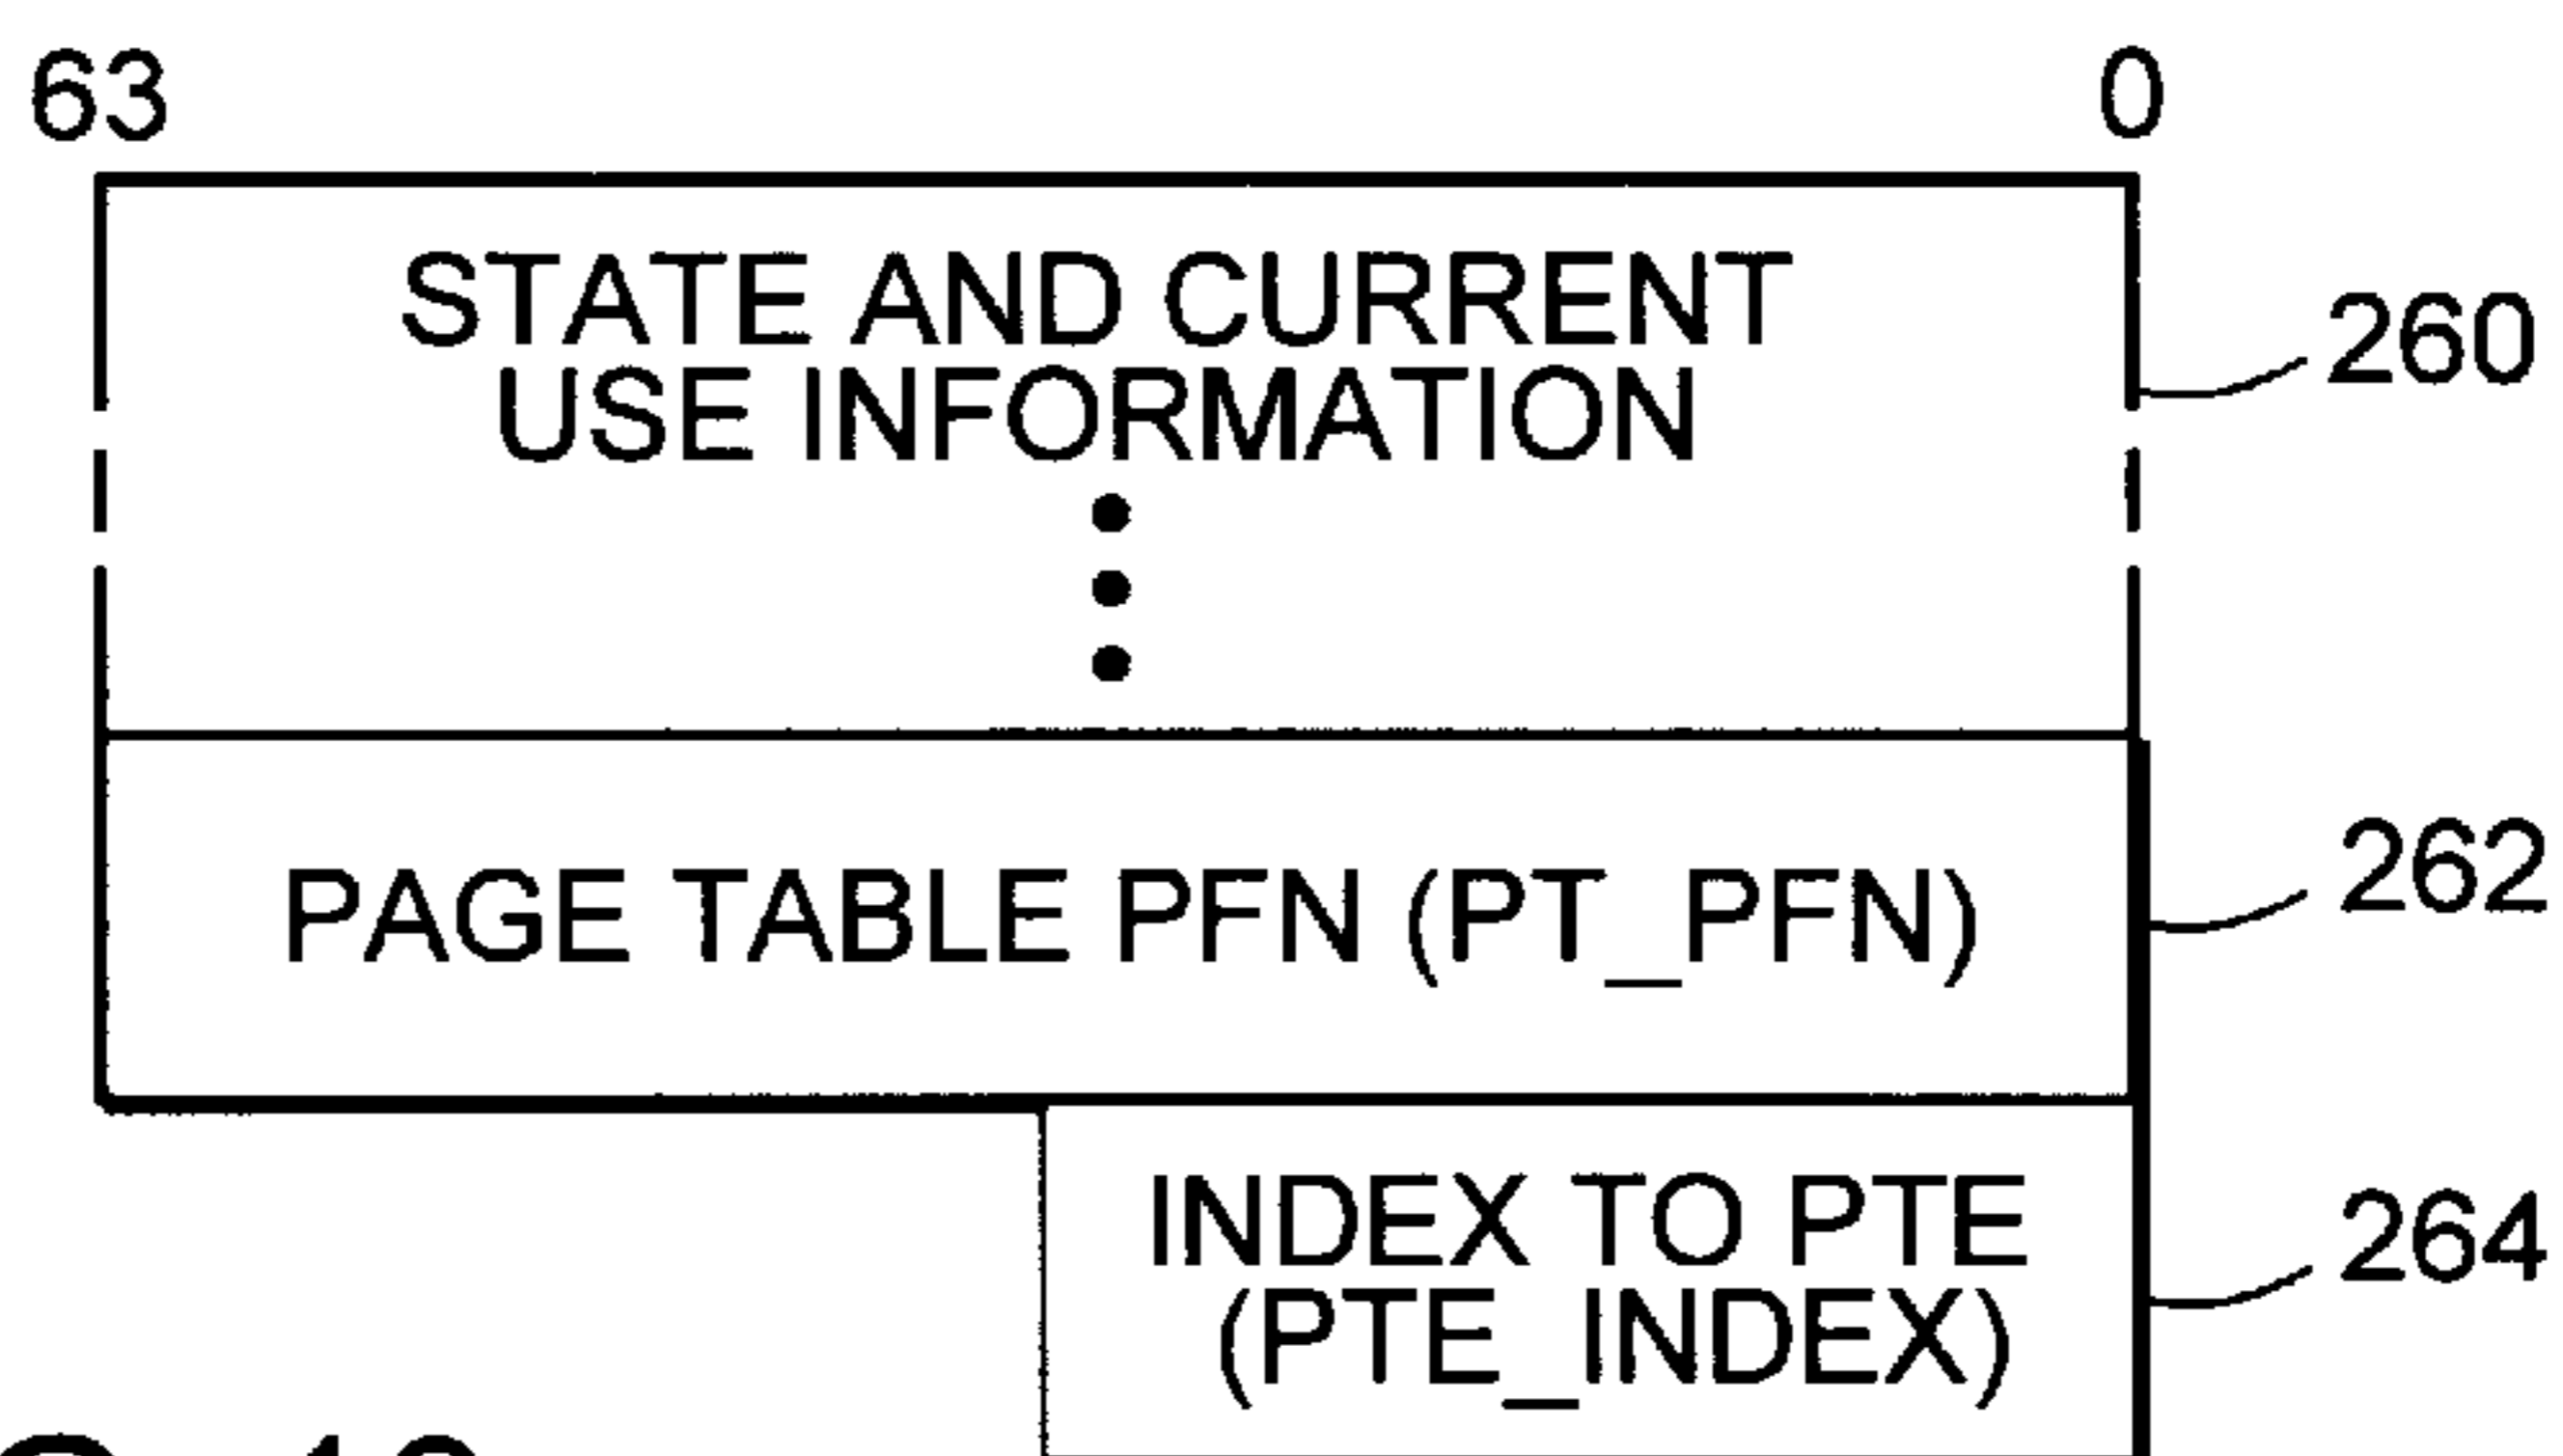 63 0
STATE AND CURRENT
USE INFORMATION
260
PAGE TABLE PFN (PT_PFN)
262
INDEX TO PTE
(PTE_INDEX)
264